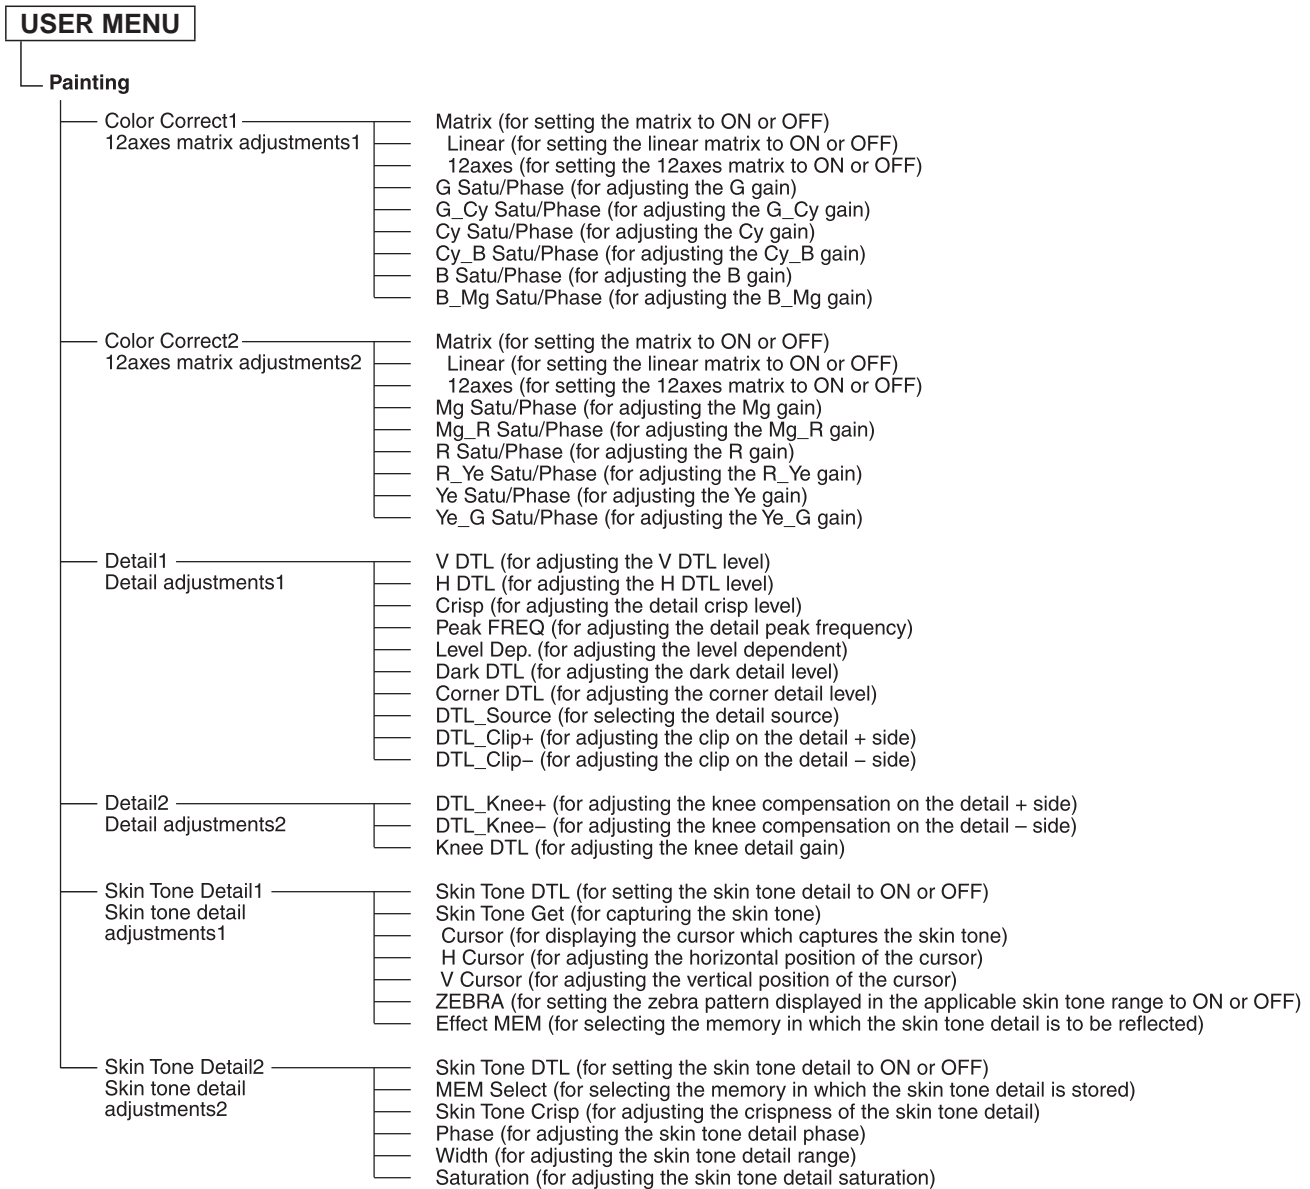 USER MENU
Painting
Color Correct1
12axes matrix adjustments1
Matrix (for setting the matrix to ON or OFF)
Linear (for setting the linear matrix to ON or OFF)
12axes (for setting the 12axes matrix to ON or OFF)
G Satu/Phase (for adjusting the G gain)
G_Cy Satu/Phase (for adjusting the G_Cy gain)
Cy Satu/Phase (for adjusting the Cy gain)
Cy_B Satu/Phase (for adjusting the Cy_B gain)
B Satu/Phase (for adjusting the B gain)
B_Mg Satu/Phase (for adjusting the B_Mg gain)
Color Correct2
12axes matrix adjustments2
Matrix (for setting the matrix to ON or OFF)
Linear (for setting the linear matrix to ON or OFF)
12axes (for setting the 12axes matrix to ON or OFF)
Mg Satu/Phase (for adjusting the Mg gain)
Mg_R Satu/Phase (for adjusting the Mg_R gain)
R Satu/Phase (for adjusting the R gain)
R_Ye Satu/Phase (for adjusting the R_Ye gain)
Ye Satu/Phase (for adjusting the Ye gain)
Ye_G Satu/Phase (for adjusting the Ye_G gain)
Detail1
Detail adjustments1
V DTL (for adjusting the V DTL level)
H DTL (for adjusting the H DTL level)
Crisp (for adjusting the detail crisp level)
Peak FREQ (for adjusting the detail peak frequency)
Level Dep. (for adjusting the level dependent)
Dark DTL (for adjusting the dark detail level)
Corner DTL (for adjusting the corner detail level)
DTL_Source (for selecting the detail source)
DTL_Clip+ (for adjusting the clip on the detail + side)
DTL_Clip− (for adjusting the clip on the detail − side)
Detail2
Detail adjustments2
DTL_Knee+ (for adjusting the knee compensation on the detail + side)
DTL_Knee− (for adjusting the knee compensation on the detail – side)
Knee DTL (for adjusting the knee detail gain)
Skin Tone Detail1
Skin tone detail
adjustments1
Skin Tone DTL (for setting the skin tone detail to ON or OFF)
Skin Tone Get (for capturing the skin tone)
Cursor (for displaying the cursor which captures the skin tone)
H Cursor (for adjusting the horizontal position of the cursor)
V Cursor (for adjusting the vertical position of the cursor)
ZEBRA (for setting the zebra pattern displayed in the applicable skin tone range to ON or OFF)
Effect MEM (for selecting the memory in which the skin tone detail is to be reflected)
Skin Tone Detail2
Skin tone detail
adjustments2
Skin Tone DTL (for setting the skin tone detail to ON or OFF)
MEM Select (for selecting the memory in which the skin tone detail is stored)
Skin Tone Crisp (for adjusting the crispness of the skin tone detail)
Phase (for adjusting the skin tone detail phase)
Width (for adjusting the skin tone detail range)
Saturation (for adjusting the skin tone detail saturation)